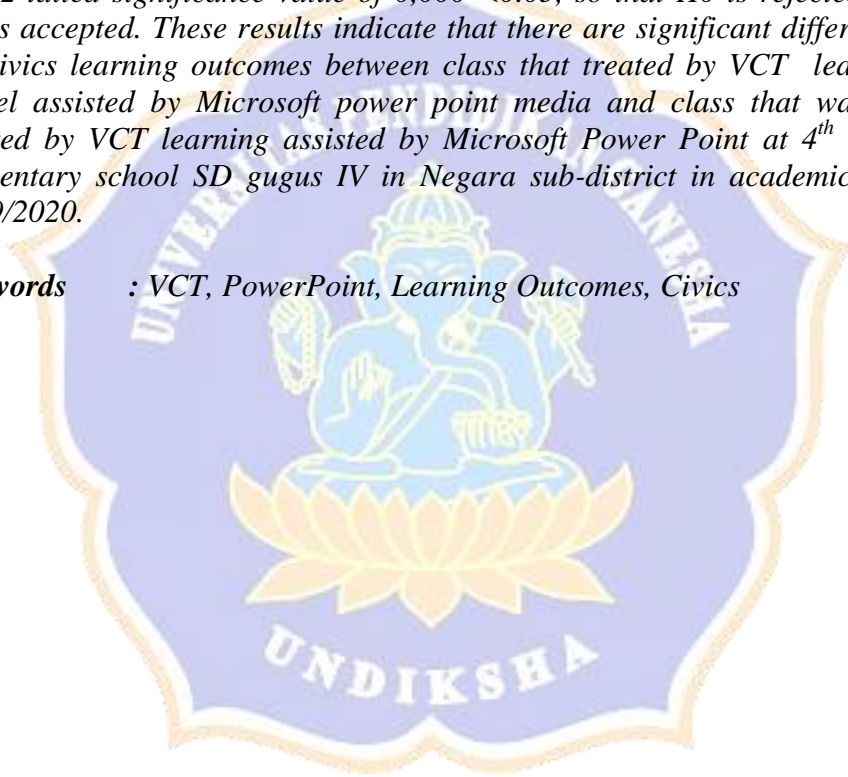 2 tailed significance value of 0,000 <0.05, so that H0 is rejected
s accepted. These results indicate that there are significant differ
ivics learning outcomes between class that treated by VCT lea
el assisted by Microsoft power point media and class that wa
ed by VCT learning assisted by Microsoft Power Point at 4th
entary school SD gugus IV in Negara sub-district in academic
/2020.
words : VCT, PowerPoint, Learning Outcomes, Civics
UNIVERSITAS PENDIDIKAN GANESHA
UNDIKSHA